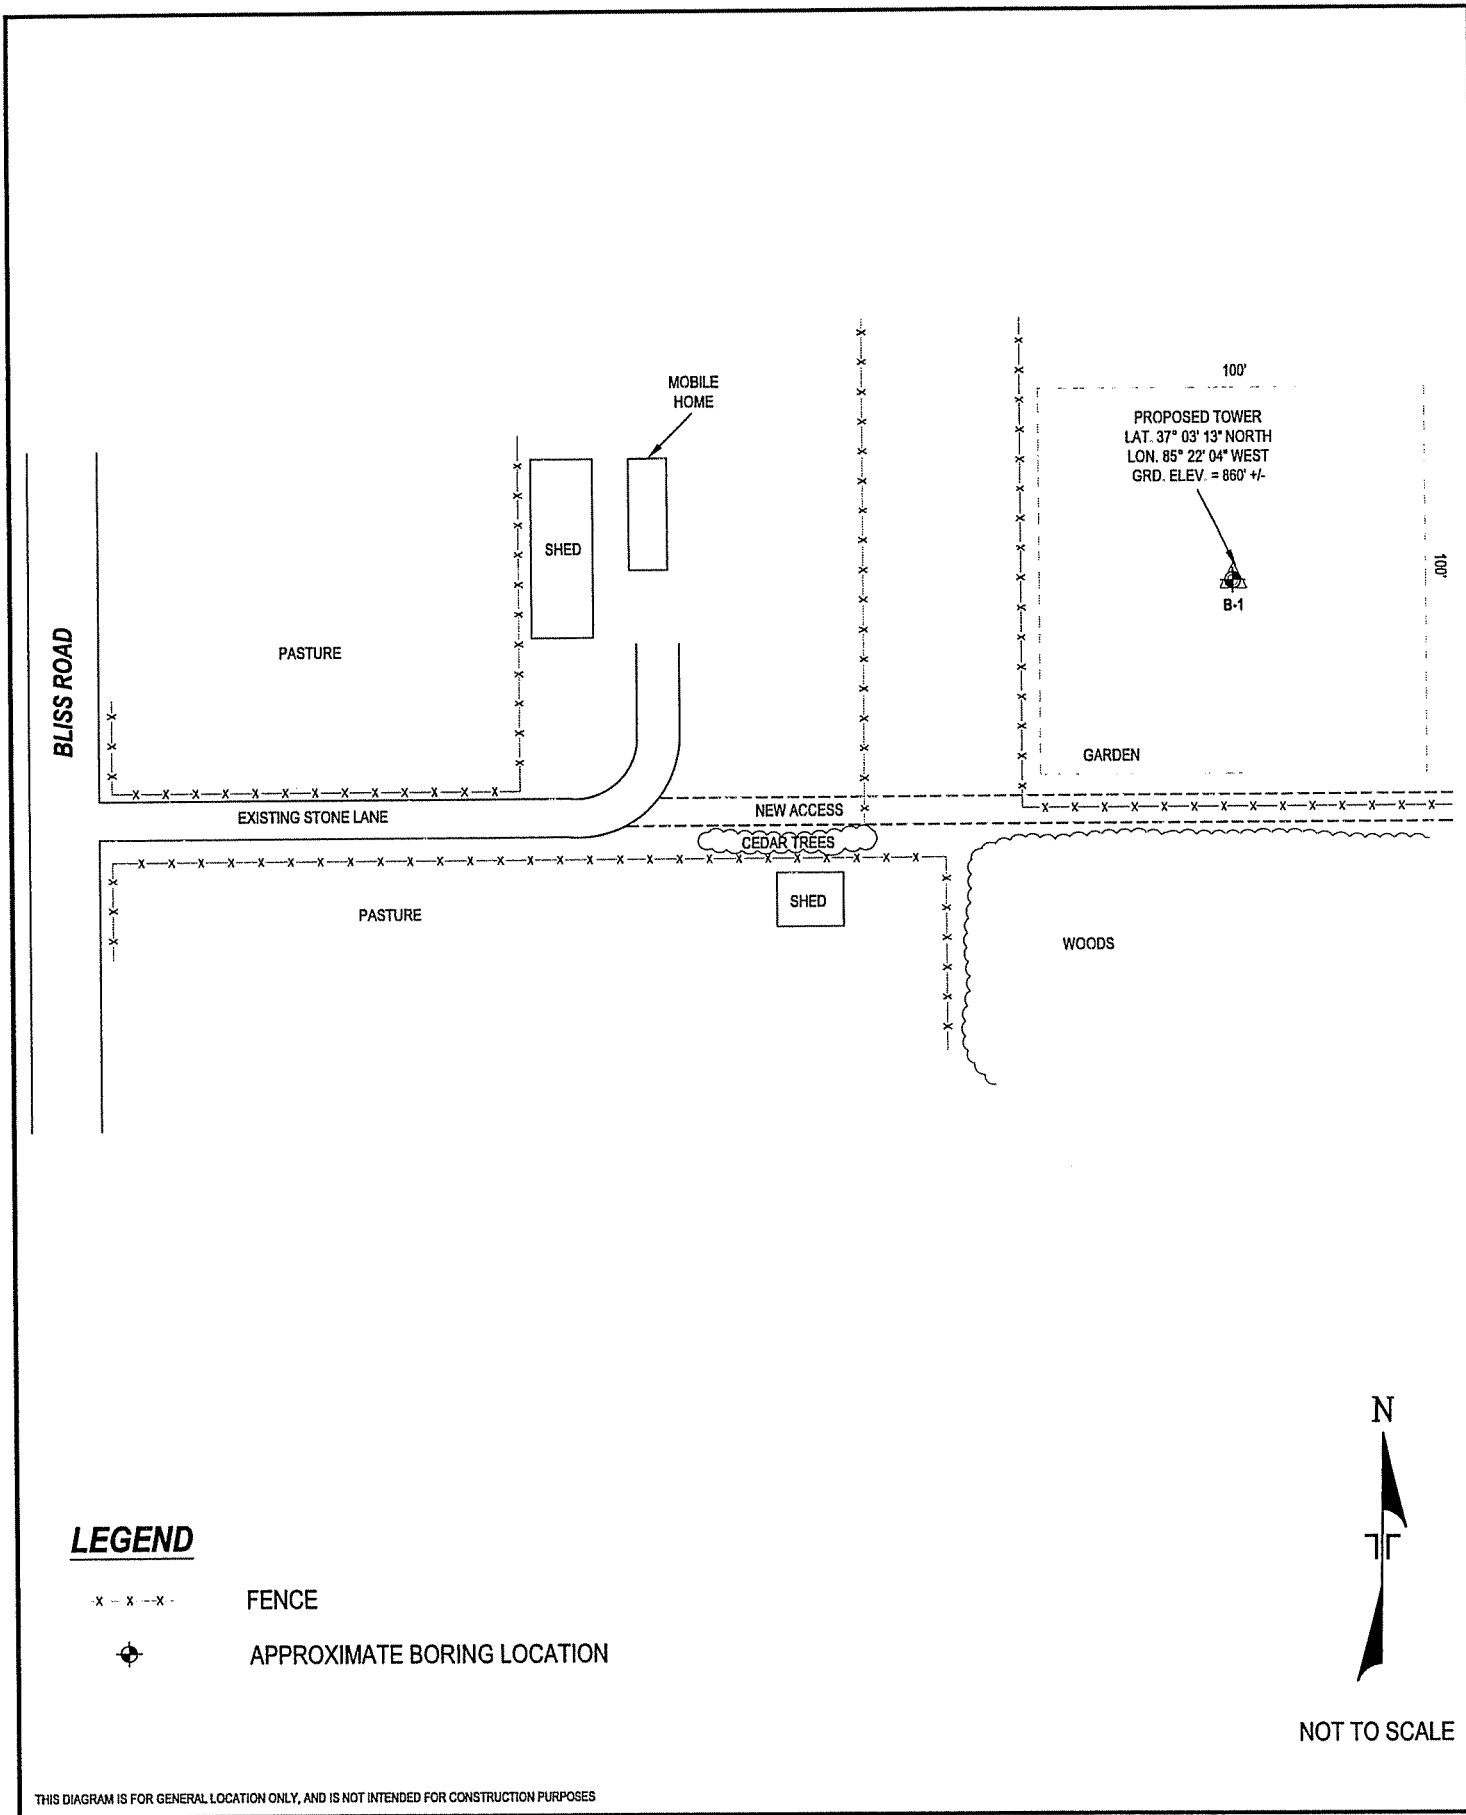 100'
MOBILE
HOME
PROPOSED TOWER
LAT. 37° 03' 13" NORTH
LON. 85° 22' 04" WEST
GRD. ELEV. = 860' +/-
SHED
100'
B-1
BLISS ROAD
PASTURE
GARDEN
EXISTING STONE LANE
NEW ACCESS
CEDAR TREES
SHED
PASTURE
WOODS
N
LEGEND
FENCE
APPROXIMATE BORING LOCATION
NOT TO SCALE
THIS DIAGRAM IS FOR GENERAL LOCATION ONLY, AND IS NOT INTENDED FOR CONSTRUCTION PURPOSES